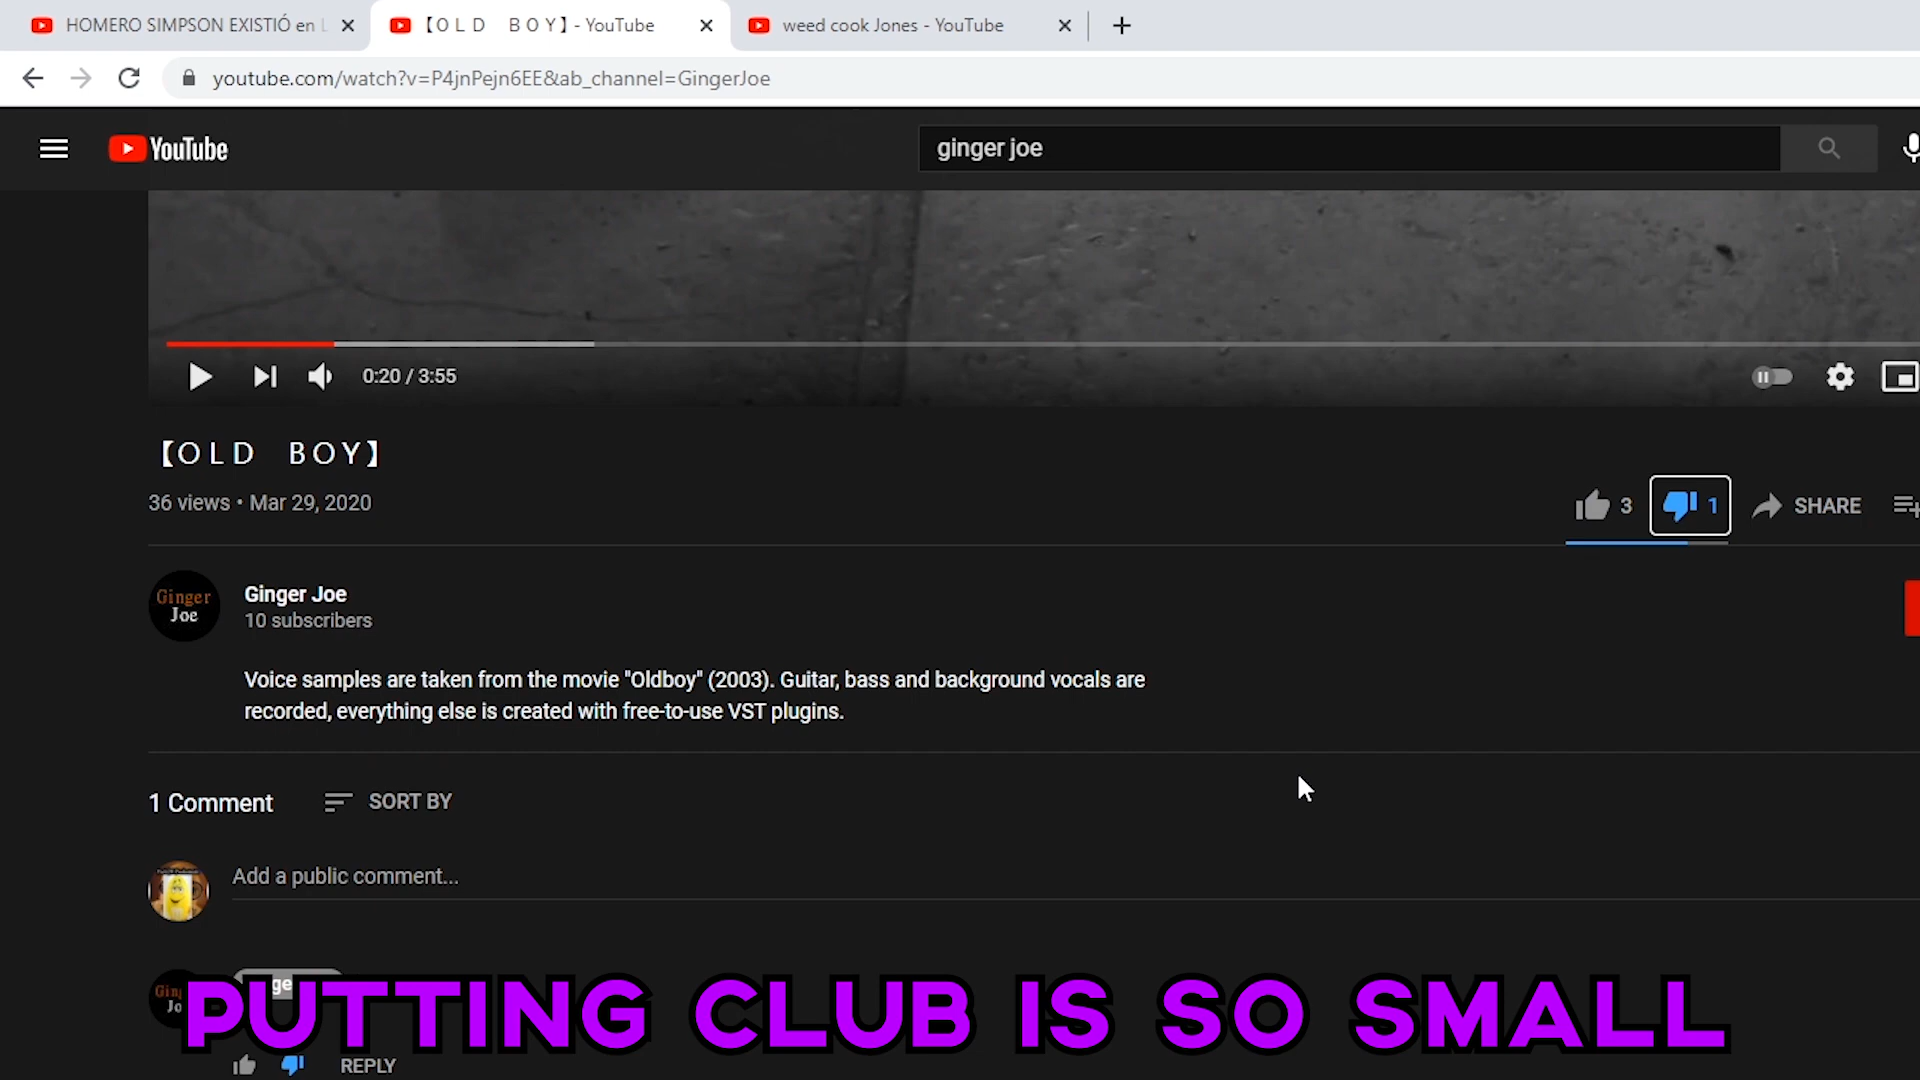 HOMERO SIMPSON EXISTIÓ en L
【O L D B O Y】 - YouTube
weed cook Jones - YouTube
youtube.com/watch?v=P4jnPejn6EE&ab_channel=GingerJoe
YouTube
ginger joe
0:20 / 3:55
【O L D B O Y】
36 views • Mar 29, 2020
3
1
SHARE
Ginger Joe
Ginger Joe
10 subscribers
Voice samples are taken from the movie "Oldboy" (2003). Guitar, bass and background vocals are
recorded, everything else is created with free-to-use VST plugins.
1 Comment
SORT BY
Add a public comment...
PUTTING CLUB IS SO SMALL
REPLY